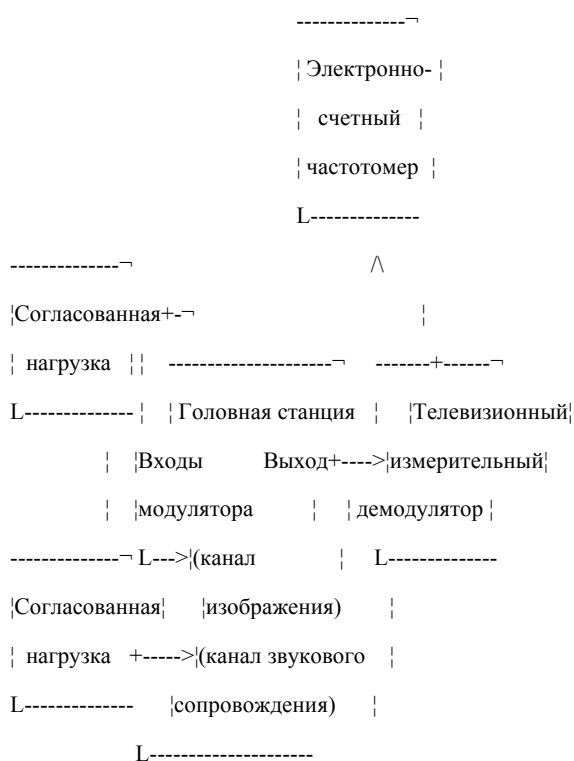 --------------¬
¦ Электронно- ¦
¦ счетный ¦
¦ частотомер ¦
L--------------
--------------¬ /\
¦Согласованная+-¬ ¦
¦ нагрузка ¦¦ ---------------------¬ -------+------¬
L-------------- ¦ ¦ Головная станция ¦ ¦Телевизионный¦
¦ ¦Входы Выход+---->¦измерительный¦
¦ ¦модулятора ¦ ¦ демодулятор ¦
--------------¬ L--->¦(канал ¦ L--------------
¦Согласованная¦ ¦изображения) ¦
¦ нагрузка +----->¦(канал звукового ¦
L-------------- ¦сопровождения) ¦
L---------------------